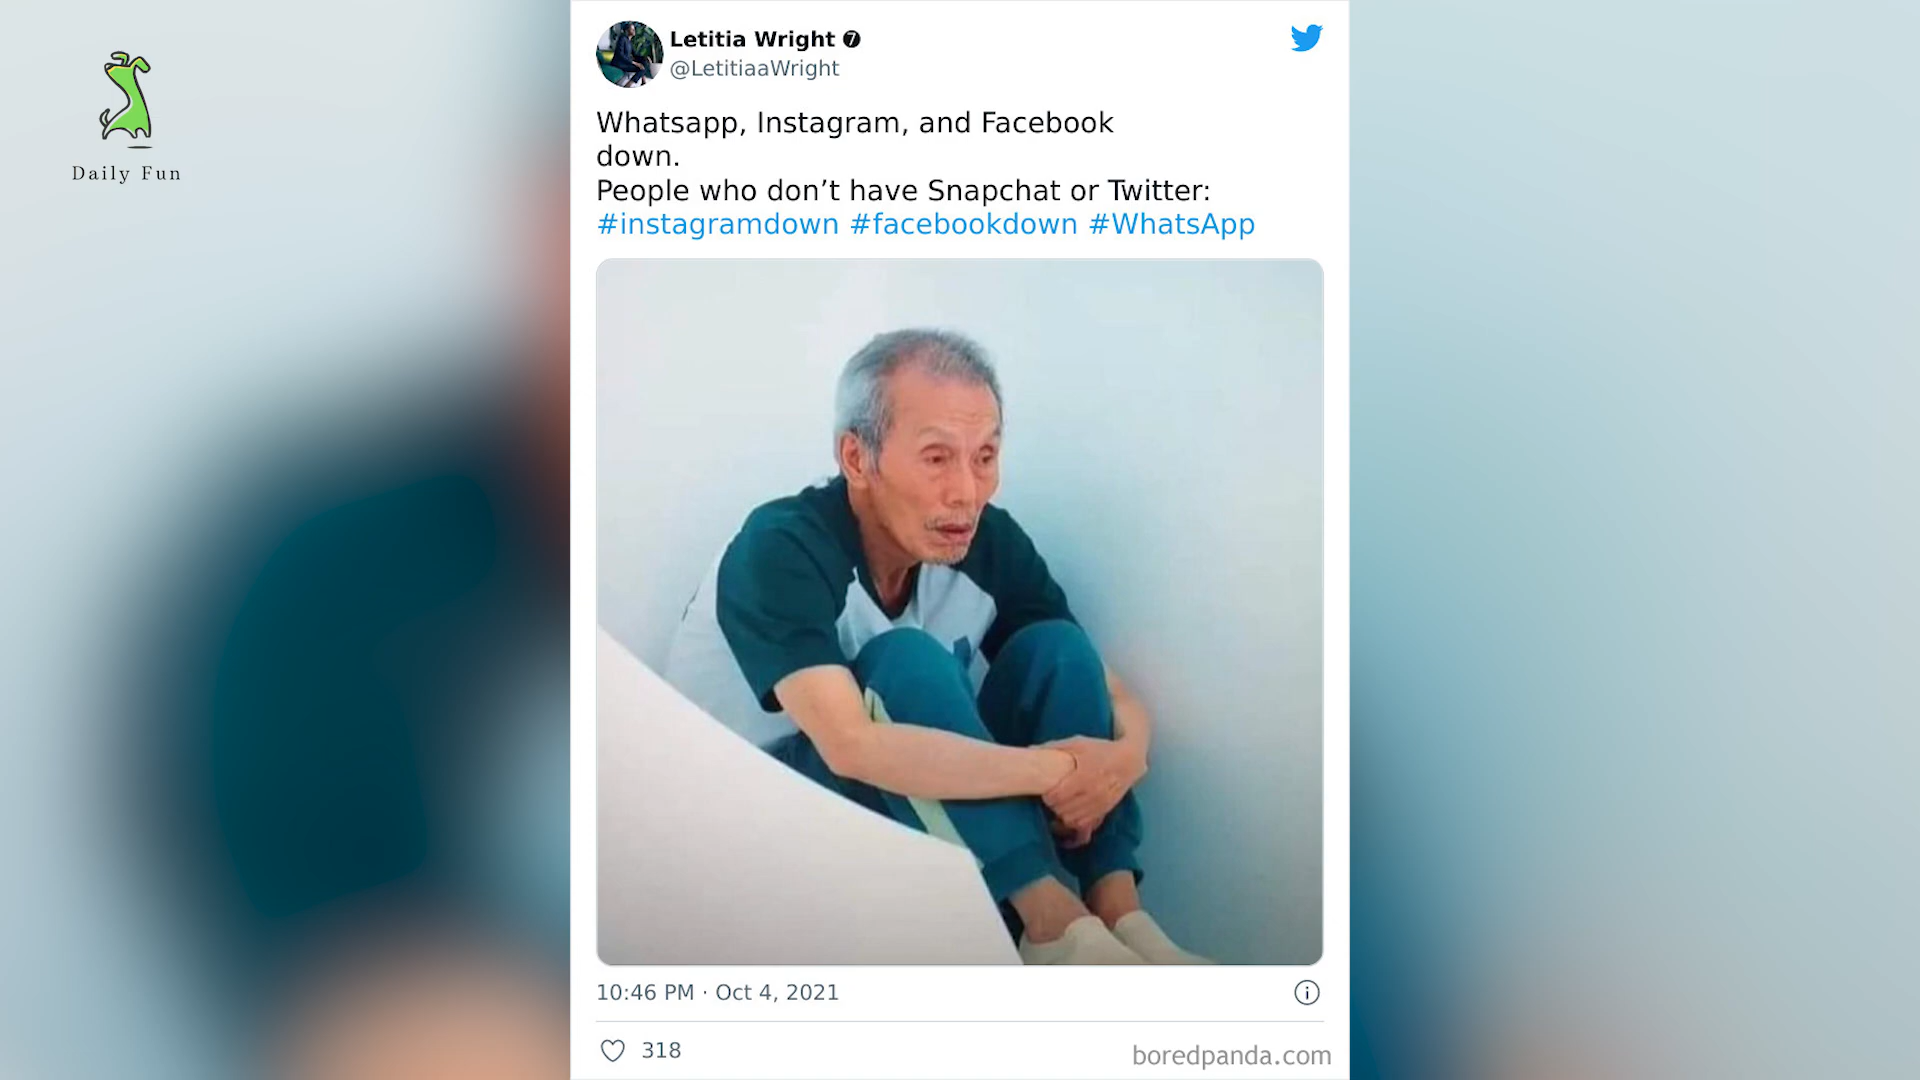 Daily Fun
Letitia Wright ❼
@LetitiaaWright
Whatsapp, Instagram, and Facebook
down.
People who don’t have Snapchat or Twitter:
#instagramdown #facebookdown #WhatsApp
10:46 PM · Oct 4, 2021
318
boredpanda.com